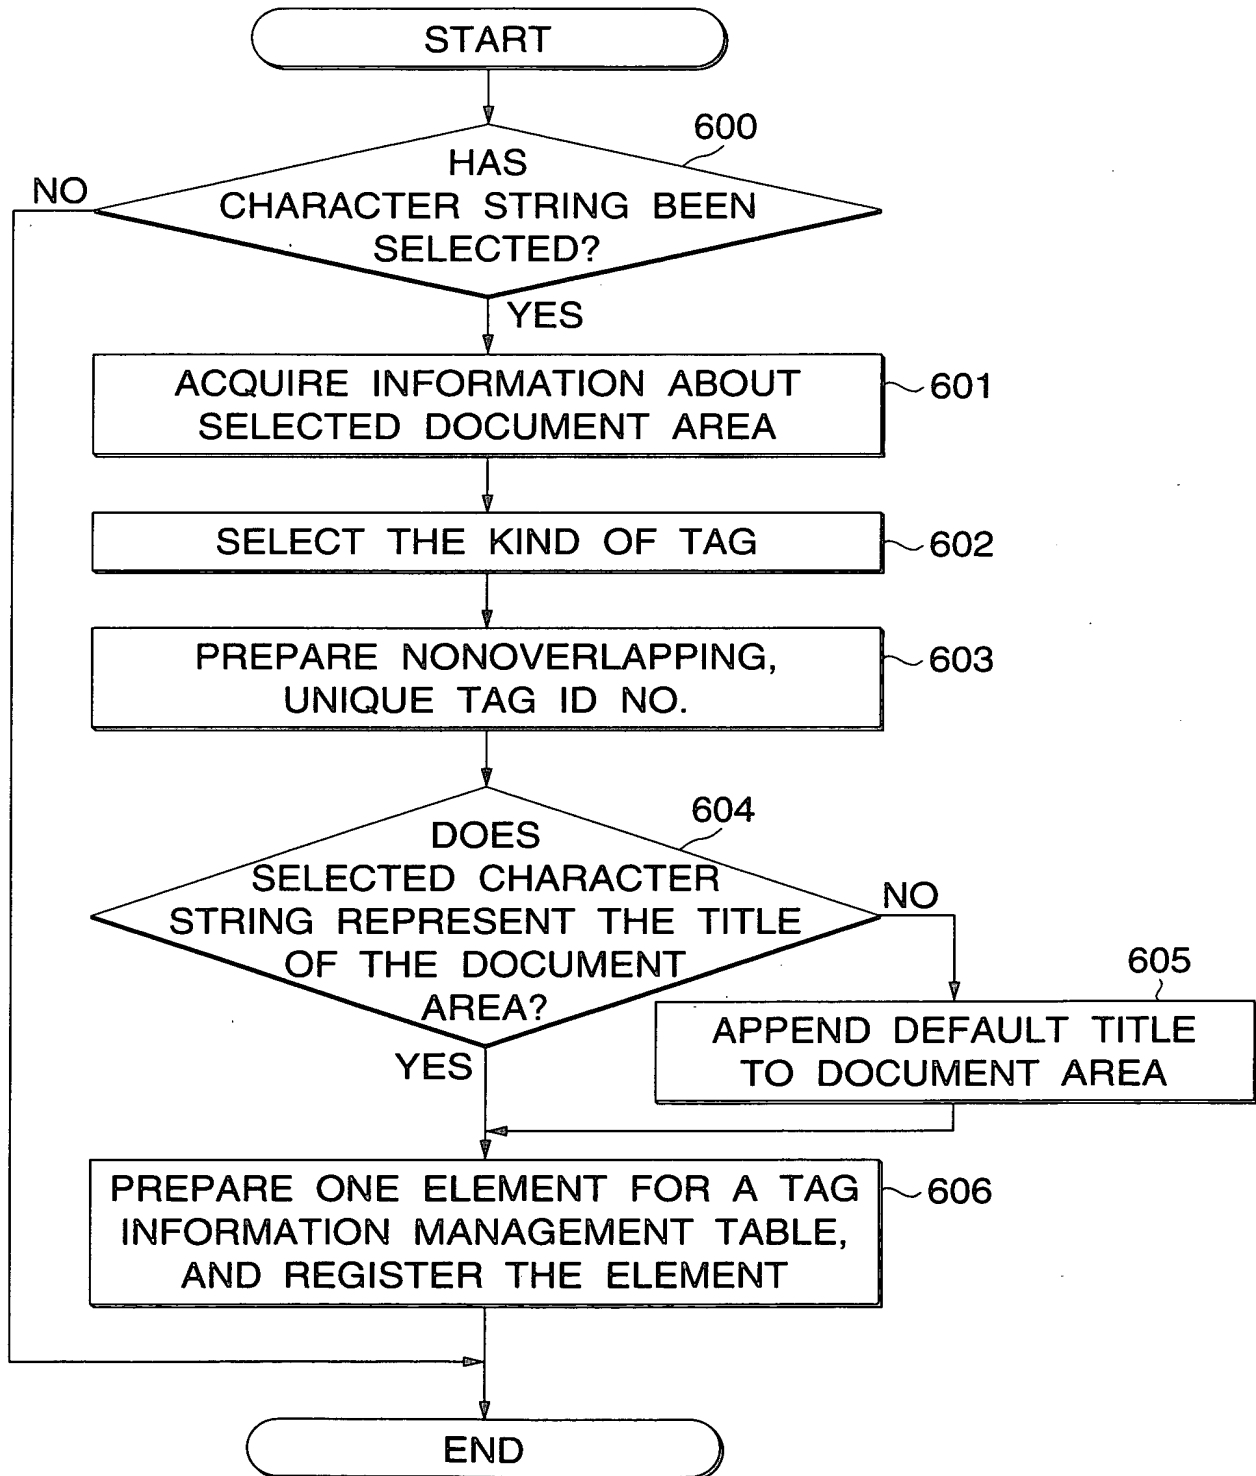 START
600
HAS
NO
CHARACTER STRING BEEN
SELECTED?
YES
ACQUIRE INFORMATION ABOUT
SELECTED DOCUMENT AREA
601
SELECT THE KIND OF TAG
602
PREPARE NONOVERLAPPING,
UNIQUE TAG ID NO.
603
604
DOES
SELECTED CHARACTER
STRING REPRESENT THE TITLE
OF THE DOCUMENT
AREA?
NO
605
APPEND DEFAULT TITLE
TO DOCUMENT AREA
YES
PREPARE ONE ELEMENT FOR A TAG
INFORMATION MANAGEMENT TABLE,
AND REGISTER THE ELEMENT
606
END